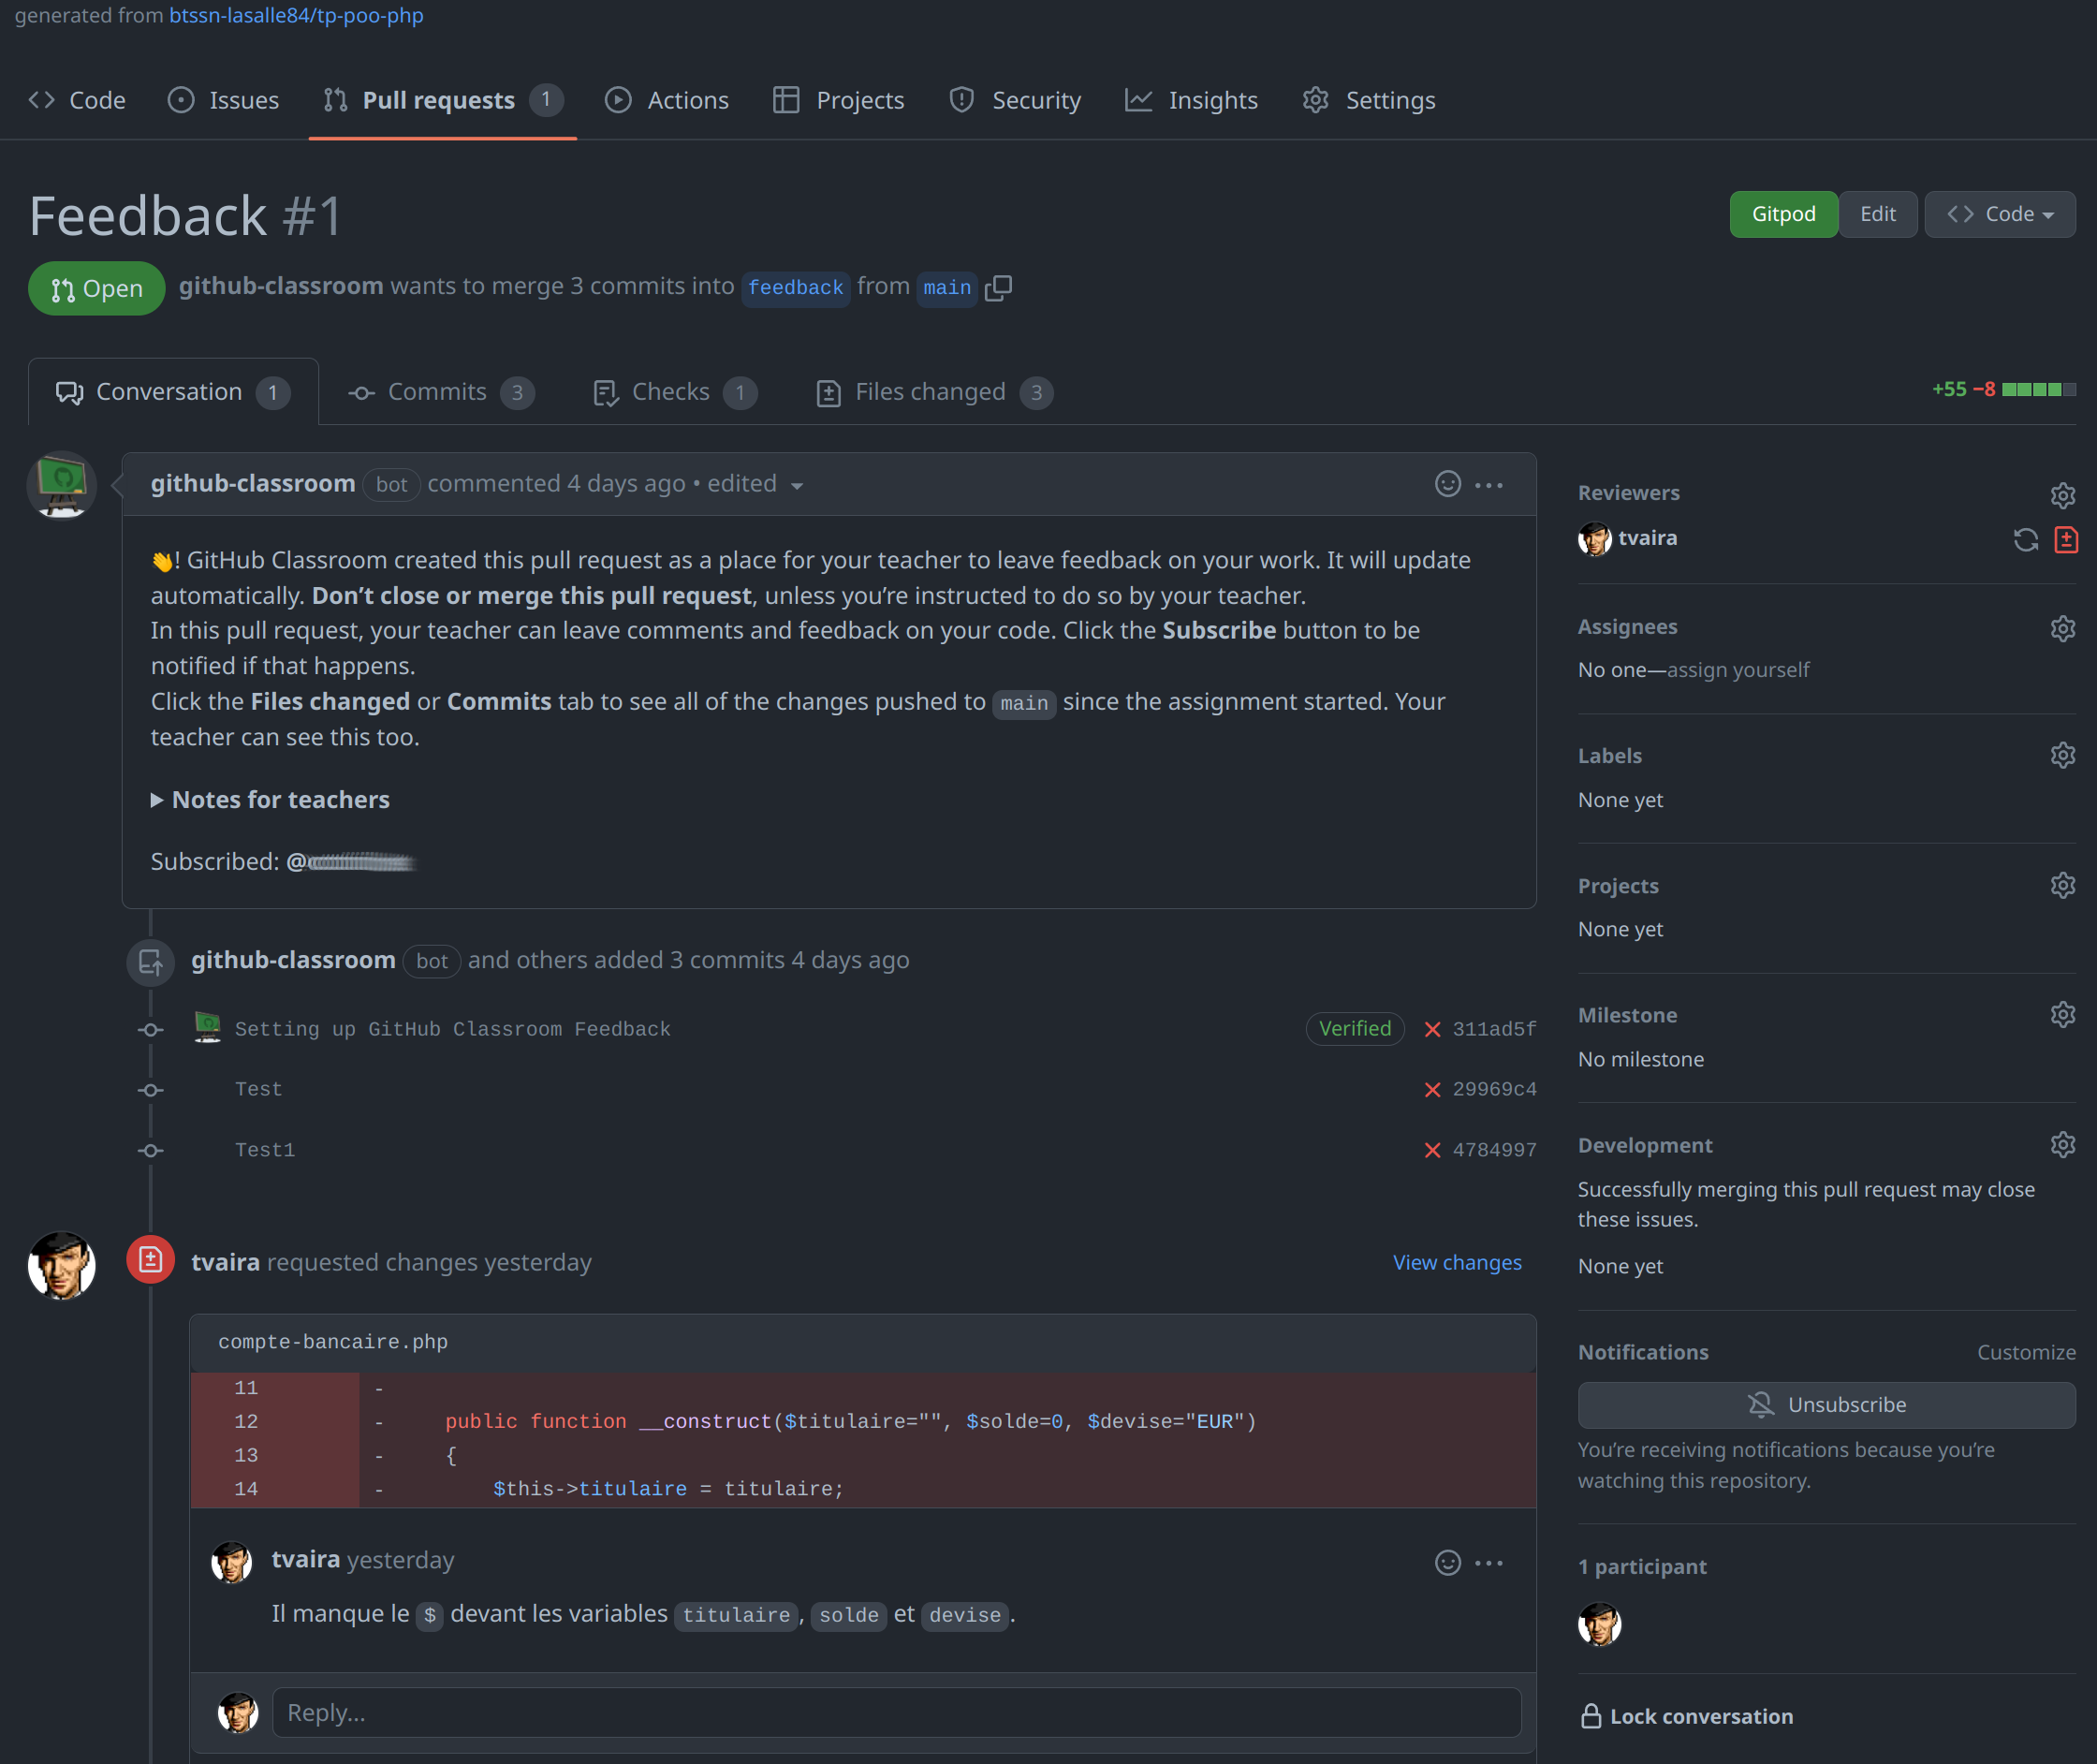 generated from btssn-lasalle84/tp-poo-php
Code Issues Pull requests 1 Actions Projects Security Insights Settings
Feedback #1
Gitpod Edit Code
Open github-classroom wants to merge 3 commits into feedback from main
Conversation 1 Commits 3 Checks 1 Files changed 3
+55 −8
github-classroom bot commented 4 days ago • edited
👋! GitHub Classroom created this pull request as a place for your teacher to leave feedback on your work. It will update
automatically. Don’t close or merge this pull request, unless you’re instructed to do so by your teacher.
In this pull request, your teacher can leave comments and feedback on your code. Click the Subscribe button to be
notified if that happens.
Click the Files changed or Commits tab to see all of the changes pushed to main since the assignment started. Your
teacher can see this too.
Notes for teachers
Subscribed: @
github-classroom bot and others added 3 commits 4 days ago
Setting up GitHub Classroom Feedback Verified 311ad5f
Test 29969c4
Test1 4784997
tvaira requested changes yesterday View changes
compte-bancaire.php
11 -
12 - public function __construct($titulaire="", $solde=0, $devise="EUR")
13 - {
14 - $this->titulaire = titulaire;
tvaira yesterday
Il manque le $ devant les variables titulaire, solde et devise.
Reply...
Reviewers
tvaira
Assignees
No one—assign yourself
Labels
None yet
Projects
None yet
Milestone
No milestone
Development
Successfully merging this pull request may close
these issues.
None yet
Notifications Customize
Unsubscribe
You’re receiving notifications because you’re
watching this repository.
1 participant
Lock conversation